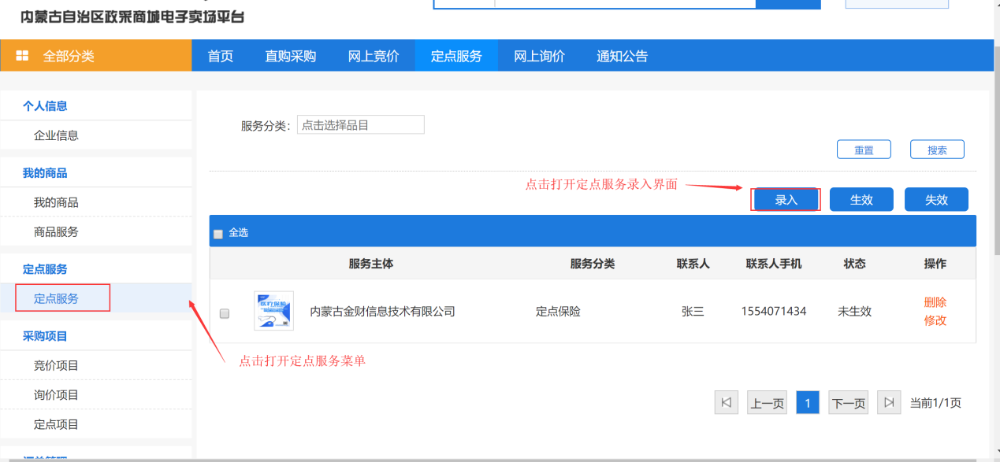 内蒙古自治区政采商城电子卖场平台
全部分类 首页 直购采购 网上竞价 定点服务 网上询价 通知公告
个人信息
企业信息
我的商品
我的商品
商品服务
定点服务
定点服务
采购项目
竞价项目
询价项目
定点项目
服务分类: 点击选择品目
重置 搜索
点击打开定点服务录入界面
录入 生效 失效
全选
服务主体 服务分类 联系人 联系人手机 状态 操作
医疗保险
内蒙古金财信息技术有限公司 定点保险 张三 1554071434 未生效 删除
修改
点击打开定点服务菜单
上一页 1 下一页 当前1/1页